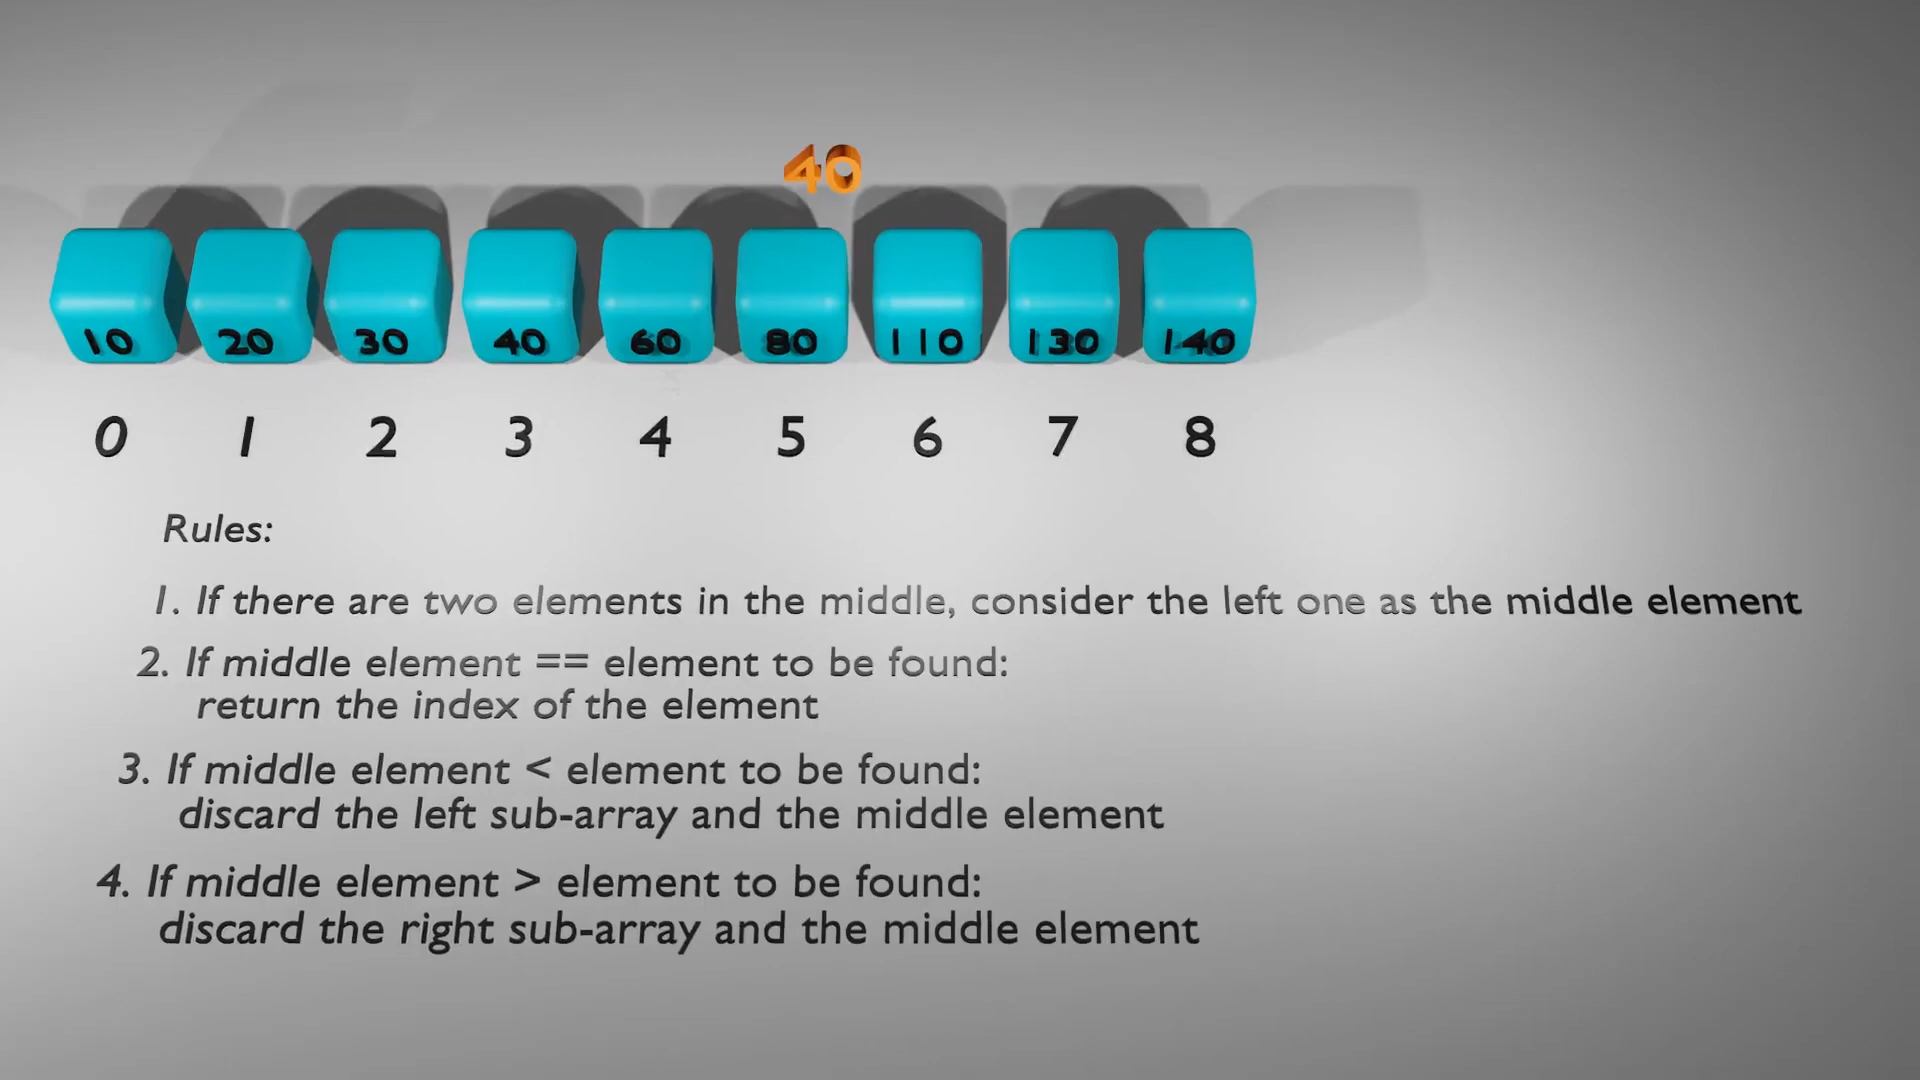 40
10 20 30 40 60 80 110 130 140
0 1 2 3 4 5 6 7 8
Rules:
1. If there are two elements in the middle, consider the left one as the middle element
2. If middle element == element to be found:
return the index of the element
3. If middle element < element to be found:
discard the left sub-array and the middle element
4. If middle element > element to be found:
discard the right sub-array and the middle element